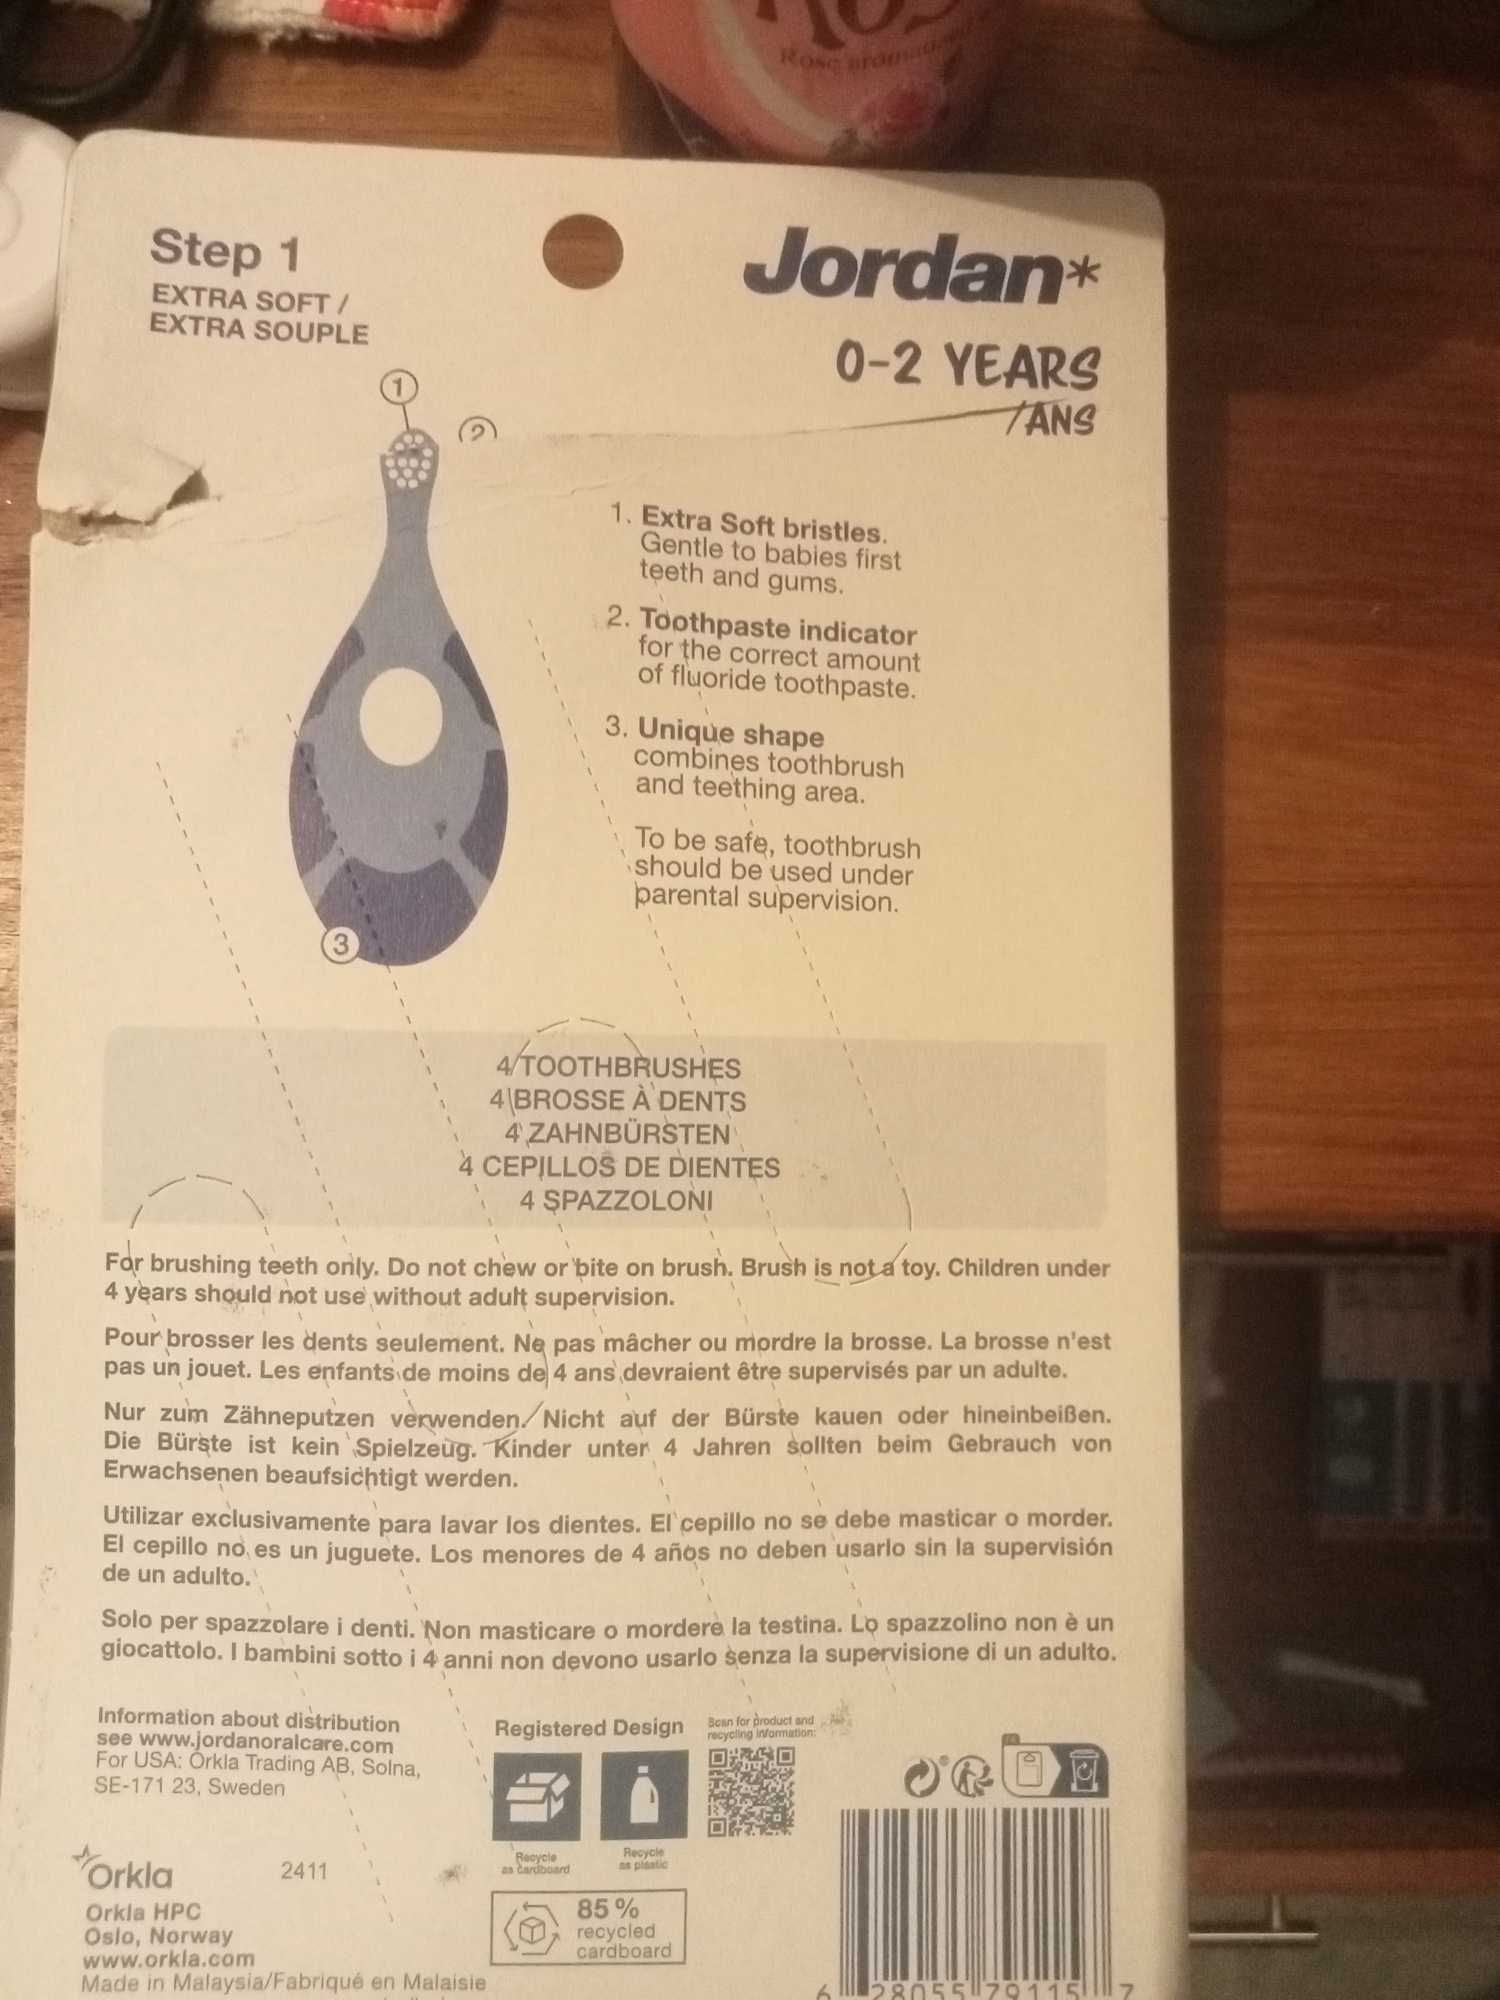 Rose
Step 1
EXTRA SOFT /
EXTRA SOUPLE
Jordan*
0-2 YEARS
/ANS
1
2
3
1. Extra Soft bristles.
Gentle to babies first
teeth and gums.
2. Toothpaste indicator
for the correct amount
of fluoride toothpaste.
3. Unique shape
combines toothbrush
and teething area.
To be safe, toothbrush
should be used under
parental supervision.
4 TOOTHBRUSHES
4 BROSSE À DENTS
4 ZAHNBÜRSTEN
4 CEPILLOS DE DIENTES
4 SPAZZOLONI
For brushing teeth only. Do not chew or bite on brush. Brush is not a toy. Children under
4 years should not use without adult supervision.
Pour brosser les dents seulement. Ne pas mâcher ou mordre la brosse. La brosse n'est
pas un jouet. Les enfants de moins de 4 ans devraient être supervisés par un adulte.
Nur zum Zähneputzen verwenden. Nicht auf der Bürste kauen oder hineinbeißen.
Die Bürste ist kein Spielzeug. Kinder unter 4 Jahren sollten beim Gebrauch von
Erwachsenen beaufsichtigt werden.
Utilizar exclusivamente para lavar los dientes. El cepillo no se debe masticar o morder.
El cepillo no es un juguete. Los menores de 4 años no deben usarlo sin la supervisión
de un adulto.
Solo per spazzolare i denti. Non masticare o mordere la testina. Lo spazzolino non è un
giocattolo. I bambini sotto i 4 anni non devono usarlo senza la supervisione di un adulto.
Information about distribution
see www.jordanoralcare.com
For USA: Orkla Trading AB, Solna,
SE-171 23, Sweden
Registered Design
Scan for product and
recycling information:
Recycle
as cardboard
Recycle
as plastic
85 %
recycled
cardboard
Orkla
2411
Orkla HPC
Oslo, Norway
www.orkla.com
Made in Malaysia/Fabriqué en Malaisie
6 28055 79115 7